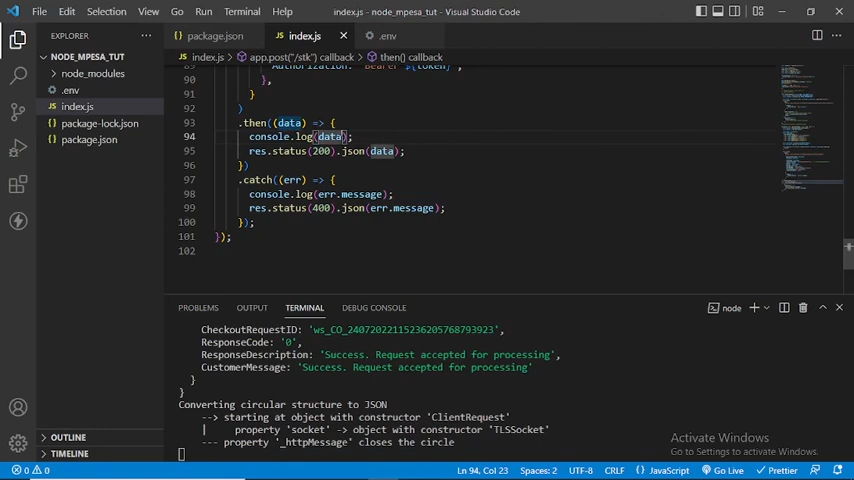 File Edit Selection View Go Run Terminal Help index.js - node_mpesa_tut - Visual Studio Code
EXPLORER ···
package.json index.js × .env
NODE_MPESA_TUT
node_modules
.env
index.js
package-lock.json
package.json
OUTLINE
TIMELINE
index.js > app.post("/stk") callback > then() callback
89 Authorization: `Bearer ${token}`,
90 },
91 }
92 )
93 .then((data) => {
94 console.log(data);
95 res.status(200).json(data);
96 })
97 .catch((err) => {
98 console.log(err.message);
99 res.status(400).json(err.message);
100 });
101 });
102
PROBLEMS OUTPUT TERMINAL DEBUG CONSOLE node
CheckoutRequestID: 'ws_CO_24072022115236205768793923',
ResponseCode: '0',
ResponseDescription: 'Success. Request accepted for processing',
CustomerMessage: 'Success. Request accepted for processing'
}
}
Converting circular structure to JSON
--> starting at object with constructor 'ClientRequest'
| property 'socket' -> object with constructor 'TLSSocket'
--- property '_httpMessage' closes the circle
Activate Windows
Go to Settings to activate Windows.
0 0 Ln 94, Col 23 Spaces: 2 UTF-8 CRLF JavaScript Go Live Prettier